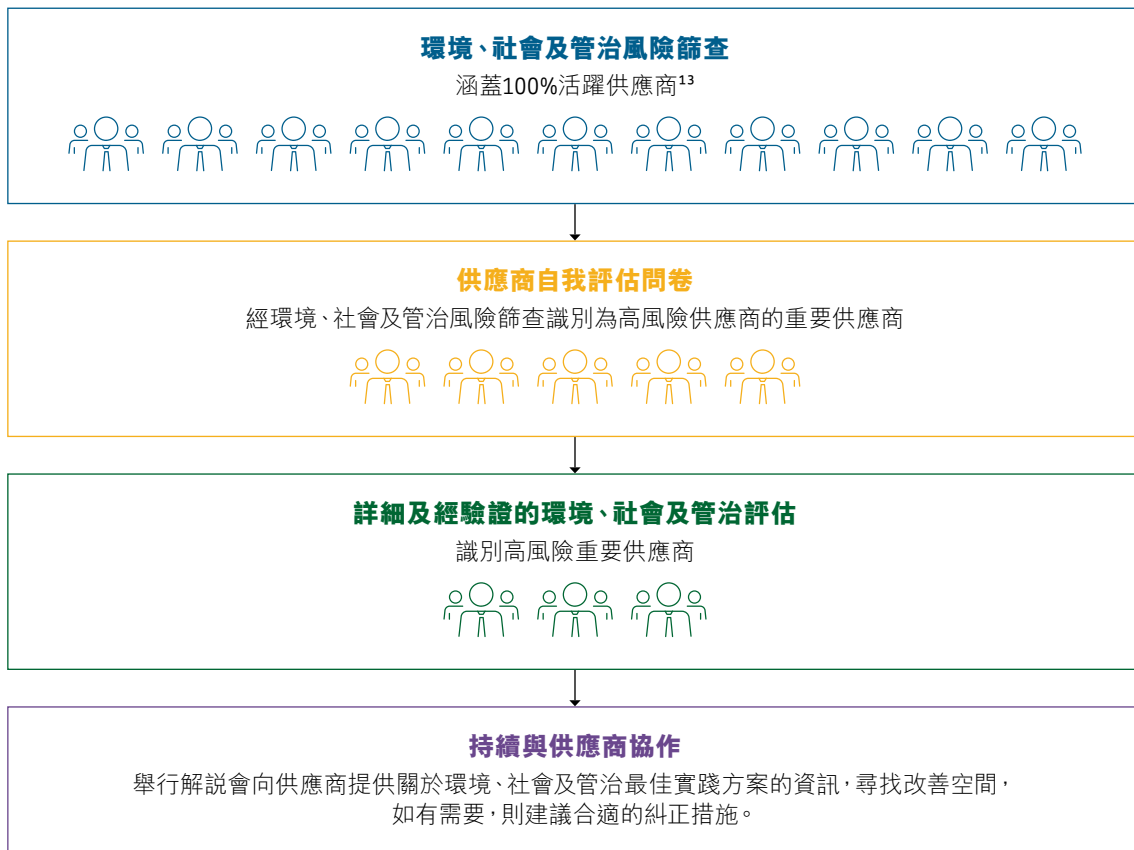 環境、社會及管治風險篩查
涵蓋100%活躍供應商¹³
供應商自我評估問卷
經環境、社會及管治風險篩查識別為高風險供應商的重要供應商
詳細及經驗證的環境、社會及管治評估
識別高風險重要供應商
持續與供應商協作
舉行解說會向供應商提供關於環境、社會及管治最佳實踐方案的資訊，尋找改善空間，
如有需要，則建議合適的糾正措施。